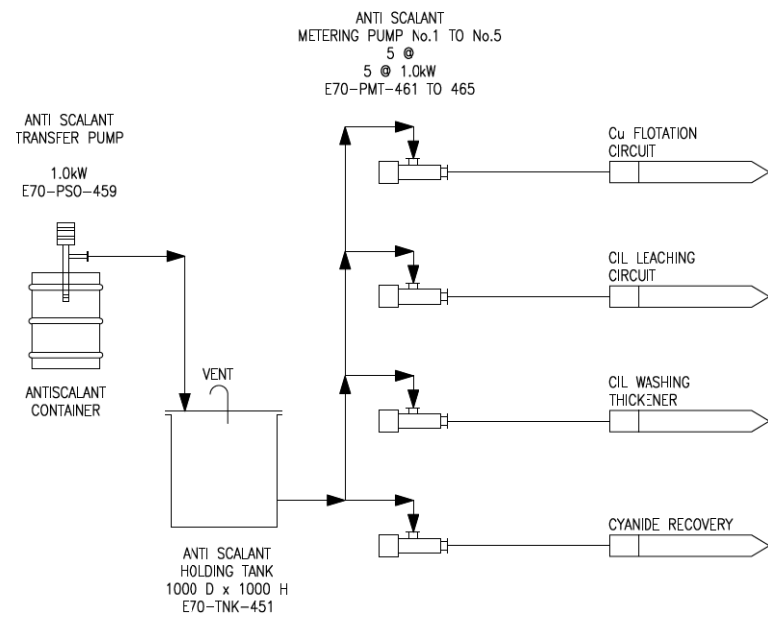 ANTI SCALANT
METERING PUMP No.1 TO No.5
5 @
5 @ 1.0kW
E70-PMT-461 TO 465
ANTI SCALANT
TRANSFER PUMP
1.0kW
E70-PSO-459
Cu FLOTATION
CIRCUIT
CIL LEACHING
CIRCUIT
VENT
ANTISCALANT
CONTAINER
CIL WASHING
THICKENER
CYANIDE RECOVERY
ANTI SCALANT
HOLDING TANK
1000 D x 1000 H
E70-TNK-451